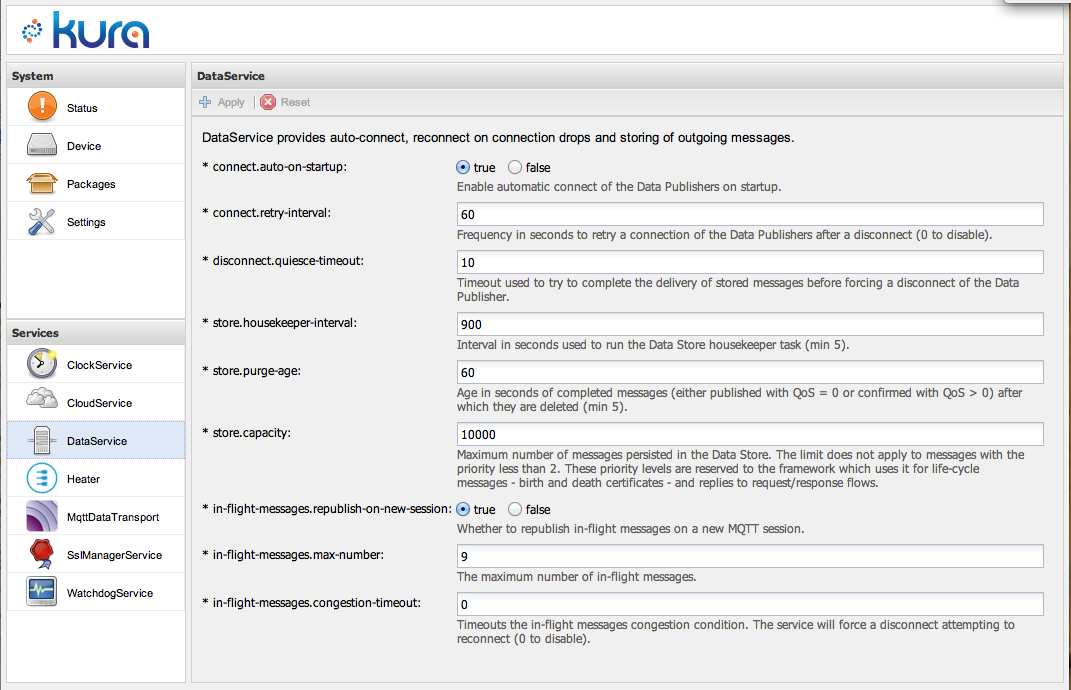 kura
System
Status
Device
Packages
Settings
Services
ClockService
CloudService
DataService
Heater
MqttDataTransport
SslManagerService
WatchdogService
DataService
Apply Reset
DataService provides auto-connect, reconnect on connection drops and storing of outgoing messages.
* connect.auto-on-startup: true false
Enable automatic connect of the Data Publishers on startup.
* connect.retry-interval: 60
Frequency in seconds to retry a connection of the Data Publishers after a disconnect (0 to disable).
* disconnect.quiesce-timeout: 10
Timeout used to try to complete the delivery of stored messages before forcing a disconnect of the Data
Publisher.
* store.housekeeper-interval: 900
Interval in seconds used to run the Data Store housekeeper task (min 5).
* store.purge-age: 60
Age in seconds of completed messages (either published with QoS = 0 or confirmed with QoS > 0) after
which they are deleted (min 5).
* store.capacity: 10000
Maximum number of messages persisted in the Data Store. The limit does not apply to messages with the
priority less than 2. These priority levels are reserved to the framework which uses it for life-cycle
messages - birth and death certificates - and replies to request/response flows.
* in-flight-messages.republish-on-new-session: true false
Whether to republish in-flight messages on a new MQTT session.
* in-flight-messages.max-number: 9
The maximum number of in-flight messages.
* in-flight-messages.congestion-timeout: 0
Timeouts the in-flight messages congestion condition. The service will force a disconnect attempting to
reconnect (0 to disable).